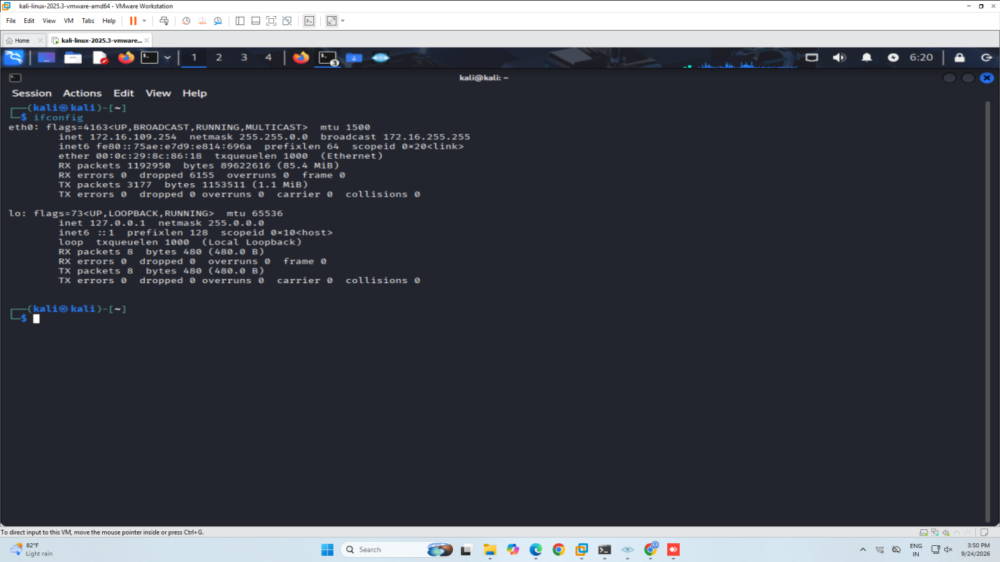 kali-linux-2025.3-vmware-amd64 - VMware Workstation
File Edit View VM Tabs Help
Home kali-linux-2025.3-vmware...
1 2 3 4 3 6:20
kali@kali: ~
Session Actions Edit View Help
┌──(kali㉿kali)-[~]
└─$ ifconfig
eth0: flags=4163<UP,BROADCAST,RUNNING,MULTICAST>  mtu 1500
        inet 172.16.109.254  netmask 255.255.0.0  broadcast 172.16.255.255
        inet6 fe80::75ae:e7d9:e814:696a  prefixlen 64  scopeid 0×20<link>
        ether 00:0c:29:8c:86:18  txqueuelen 1000  (Ethernet)
        RX packets 1192950  bytes 89622616 (85.4 MiB)
        RX errors 0  dropped 6155  overruns 0  frame 0
        TX packets 3177  bytes 1153511 (1.1 MiB)
        TX errors 0  dropped 0 overruns 0  carrier 0  collisions 0
lo: flags=73<UP,LOOPBACK,RUNNING>  mtu 65536
        inet 127.0.0.1  netmask 255.0.0.0
        inet6 ::1  prefixlen 128  scopeid 0×10<host>
        loop  txqueuelen 1000  (Local Loopback)
        RX packets 8  bytes 480 (480.0 B)
        RX errors 0  dropped 0  overruns 0  frame 0
        TX packets 8  bytes 480 (480.0 B)
        TX errors 0  dropped 0 overruns 0  carrier 0  collisions 0
┌──(kali㉿kali)-[~]
└─$
To direct input to this VM, move the mouse pointer inside or press Ctrl+G.
82°F
Light rain
Search
ENG
IN
3:50 PM
9/24/2026